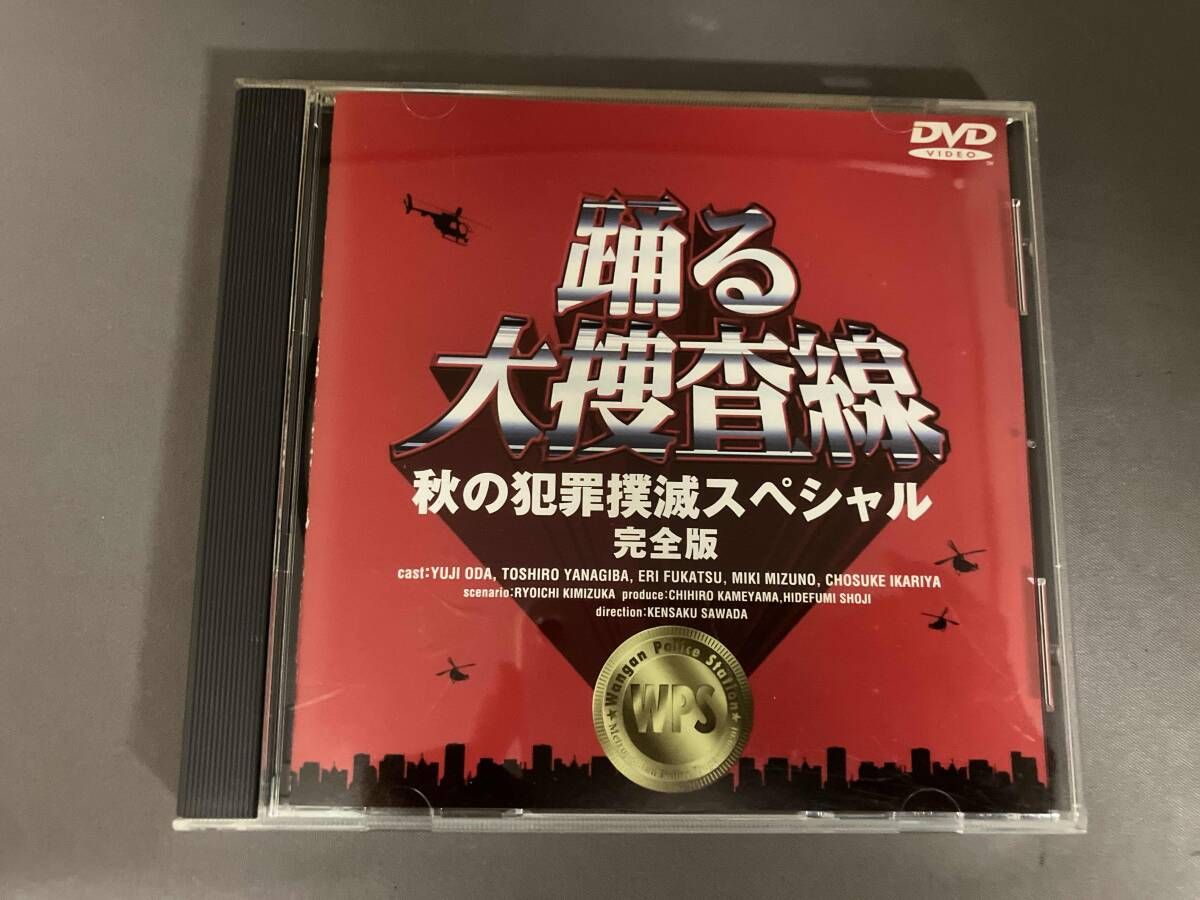 DVD
VIDEO
TM
踊る
大捜査線
秋の犯罪撲滅スペシャル
完全版
cast:YUJI ODA, TOSHIRO YANAGIBA, ERI FUKATSU, MIKI MIZUNO, CHOSUKE IKARIYA
scenario:RYOICHI KIMIZUKA produce:CHIHIRO KAMEYAMA,HIDEFUMI SHOJI
direction:KENSAKU SAWADA
★Wangan Police Station★
WPS